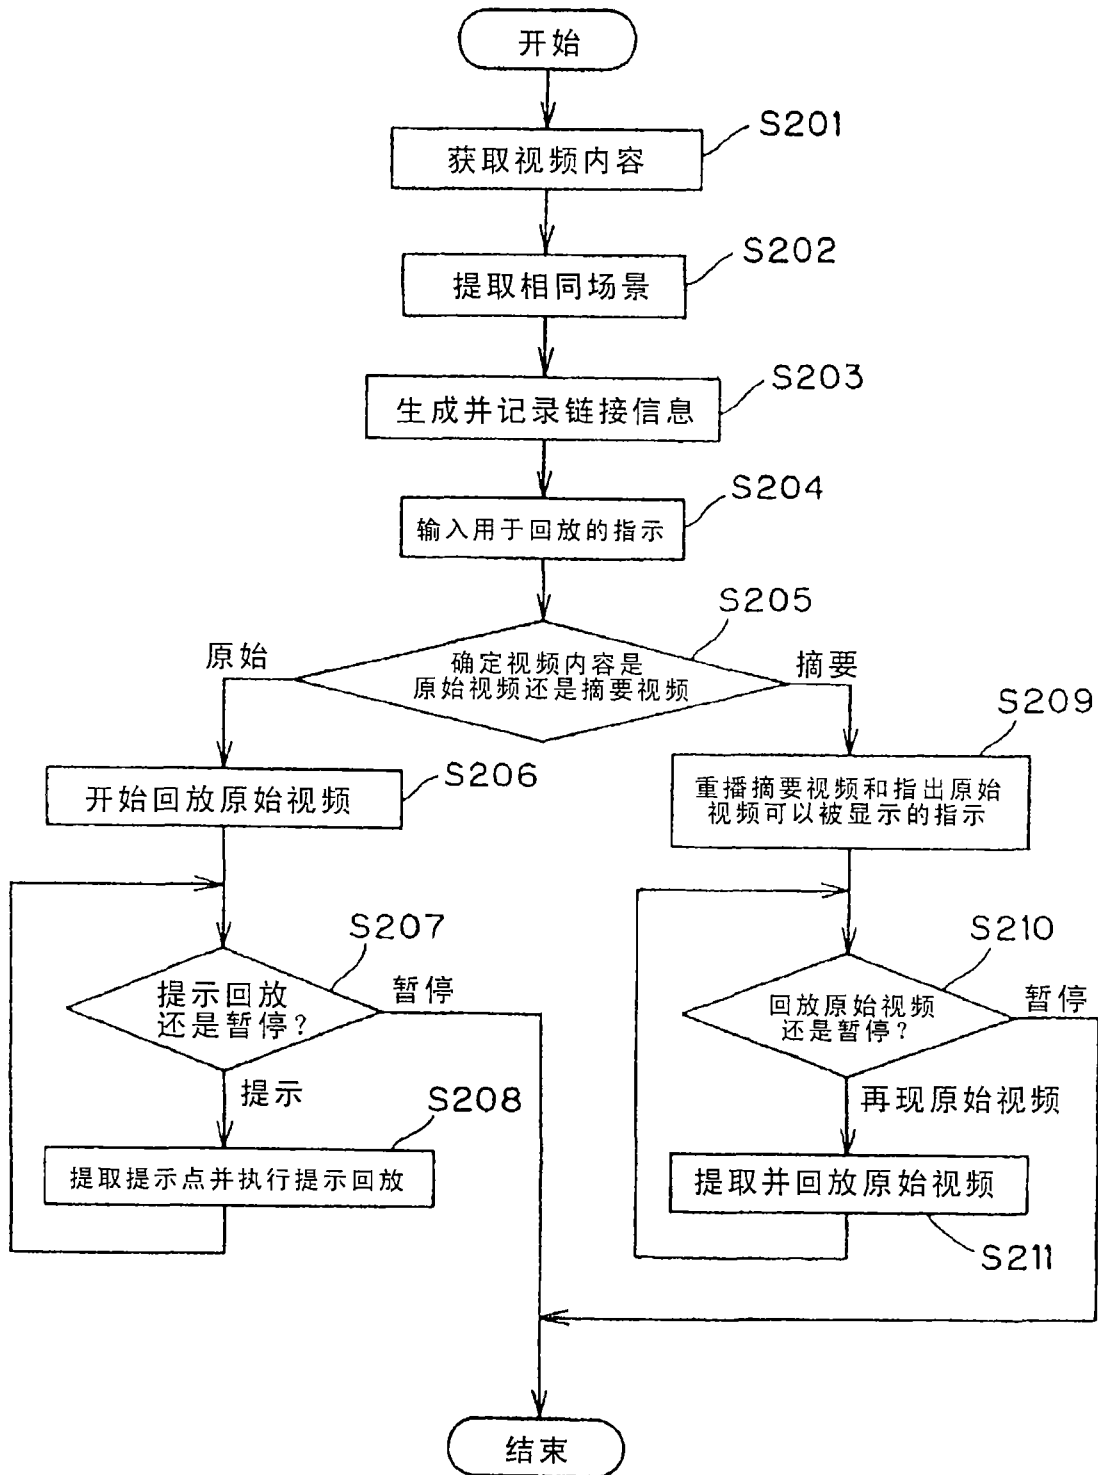 开始
S201
获取视频内容
S202
提取相同场景
S203
生成并记录链接信息
S204
输入用于回放的指示
S205
原始
确定视频内容是
原始视频还是摘要视频
摘要
S206
开始回放原始视频
S209
重播摘要视频和指出原始
视频可以被显示的指示
S207
提示回放
还是暂停?
暂停
S210
回放原始视频
还是暂停?
暂停
提示
S208
提取提示点并执行提示回放
再现原始视频
提取并回放原始视频
S211
结束